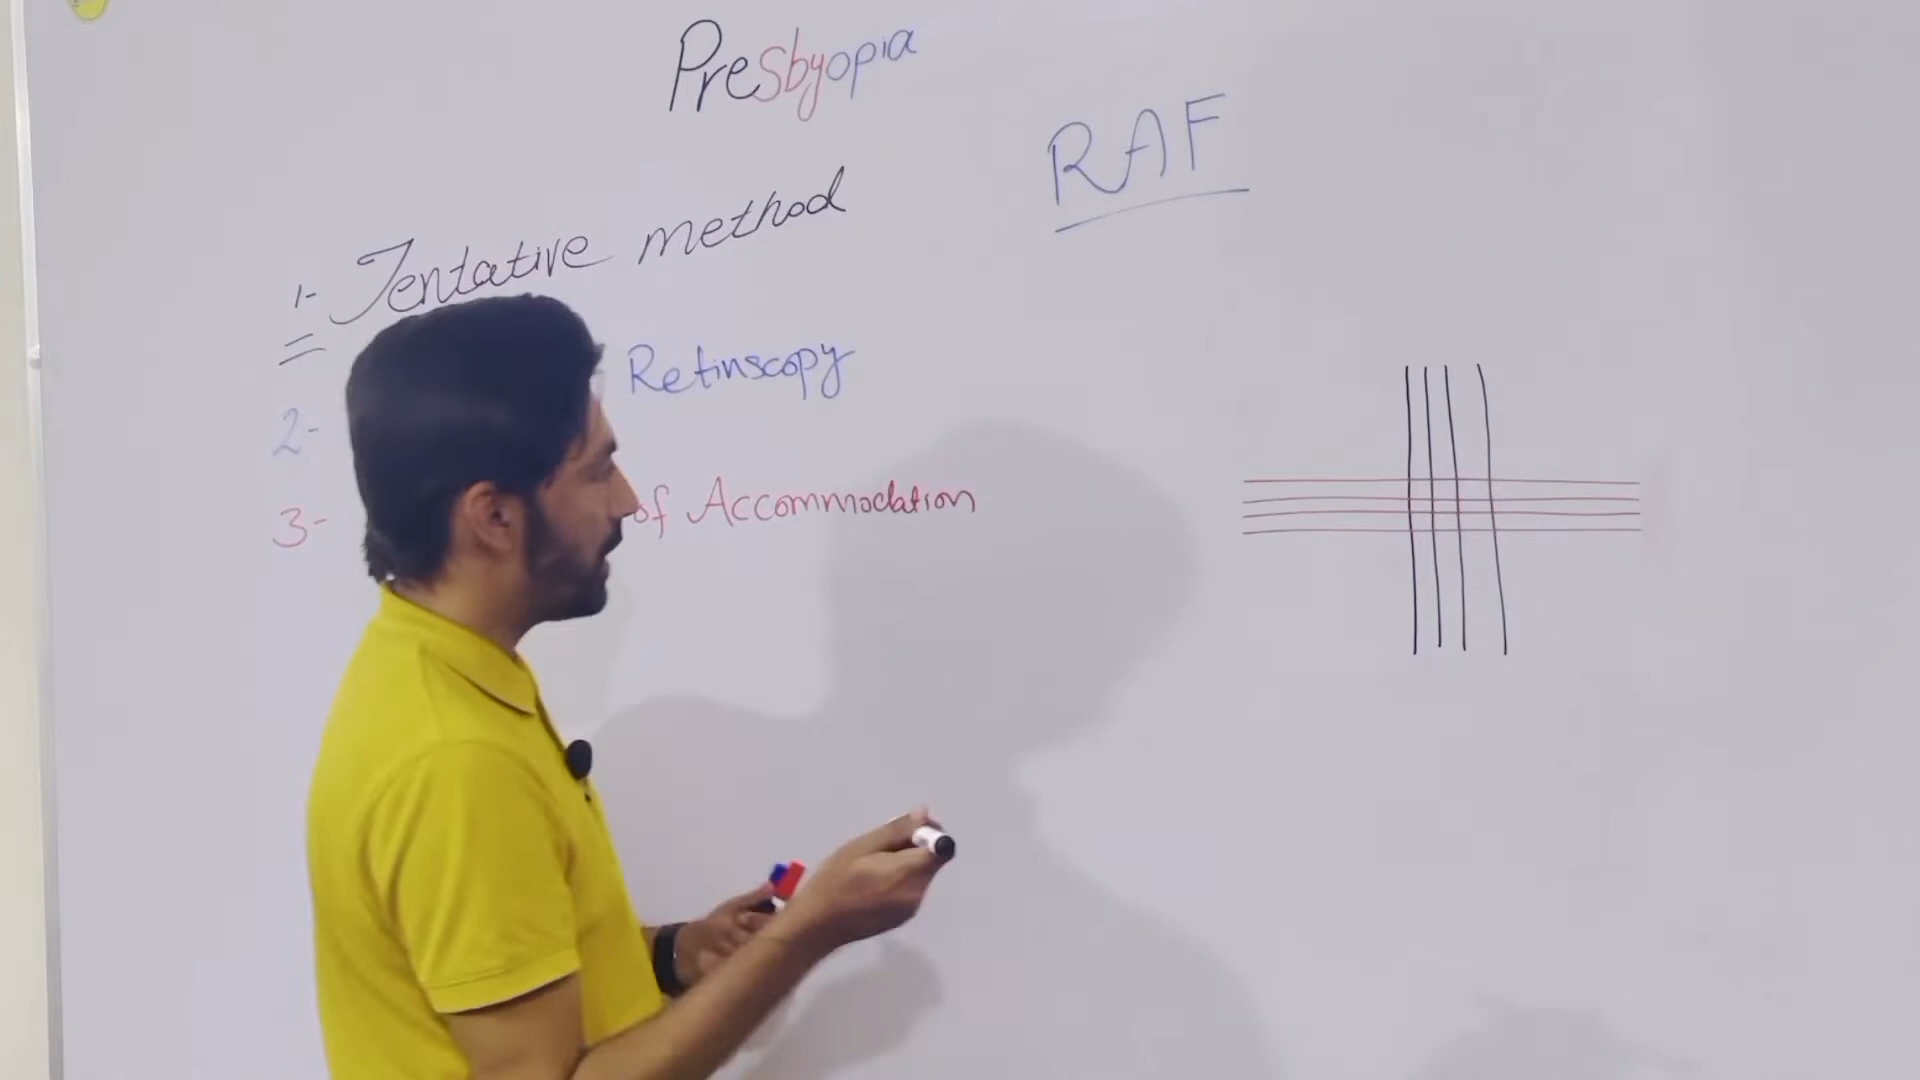 Presbyopia
RAF
1- Tentative method
2- Retinscopy
3- of Accommodation